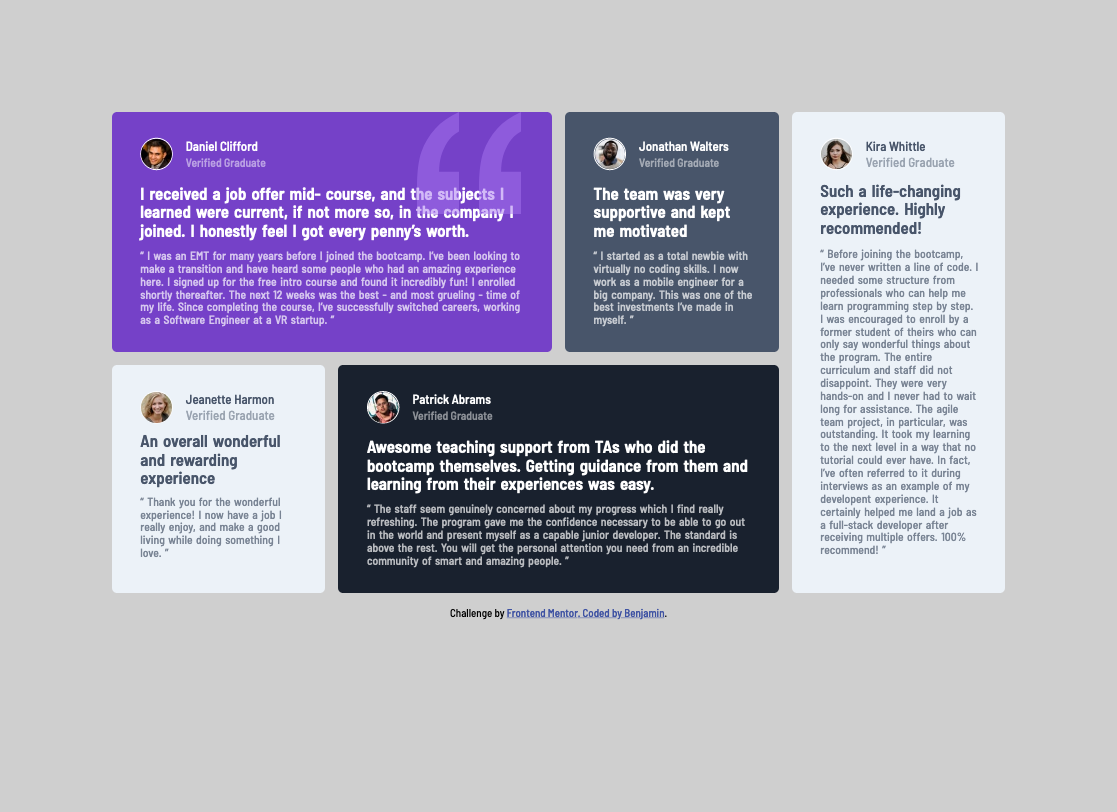 Daniel Clifford
Verified Graduate
I received a job offer mid- course, and the subjects I
learned were current, if not more so, in the company I
joined. I honestly feel I got every penny’s worth.
“ I was an EMT for many years before I joined the bootcamp. I’ve been looking to
make a transition and have heard some people who had an amazing experience
here. I signed up for the free intro course and found it incredibly fun! I enrolled
shortly thereafter. The next 12 weeks was the best - and most grueling - time of
my life. Since completing the course, I’ve successfully switched careers, working
as a Software Engineer at a VR startup. ”
Jonathan Walters
Verified Graduate
The team was very
supportive and kept
me motivated
“ I started as a total newbie with
virtually no coding skills. I now
work as a mobile engineer for a
big company. This was one of the
best investments I’ve made in
myself. ”
Kira Whittle
Verified Graduate
Such a life-changing
experience. Highly
recommended!
“ Before joining the bootcamp,
I’ve never written a line of code. I
needed some structure from
professionals who can help me
learn programming step by step.
I was encouraged to enroll by a
former student of theirs who can
only say wonderful things about
the program. The entire
curriculum and staff did not
disappoint. They were very
hands-on and I never had to wait
long for assistance. The agile
team project, in particular, was
outstanding. It took my learning
to the next level in a way that no
tutorial could ever have. In fact,
I’ve often referred to it during
interviews as an example of my
developent experience. It
certainly helped me land a job as
a full-stack developer after
receiving multiple offers. 100%
recommend! ”
Jeanette Harmon
Verified Graduate
An overall wonderful
and rewarding
experience
“ Thank you for the wonderful
experience! I now have a job I
really enjoy, and make a good
living while doing something I
love. ”
Patrick Abrams
Verified Graduate
Awesome teaching support from TAs who did the
bootcamp themselves. Getting guidance from them and
learning from their experiences was easy.
“ The staff seem genuinely concerned about my progress which I find really
refreshing. The program gave me the confidence necessary to be able to go out
in the world and present myself as a capable junior developer. The standard is
above the rest. You will get the personal attention you need from an incredible
community of smart and amazing people. ”
Challenge by Frontend Mentor. Coded by Benjamin.